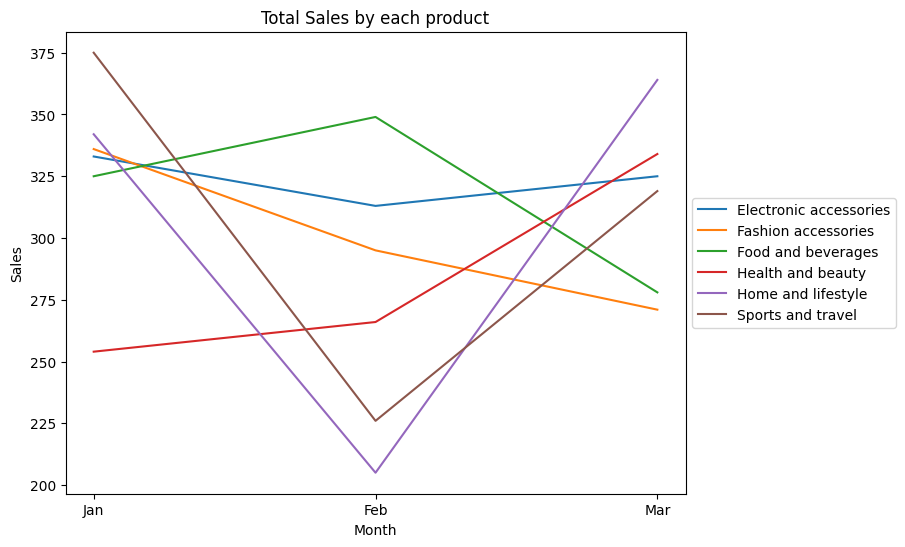 Total Sales by each product
Sales
375
350
325
300
275
250
225
200
Jan
Feb
Mar
Month
Electronic accessories
Fashion accessories
Food and beverages
Health and beauty
Home and lifestyle
Sports and travel